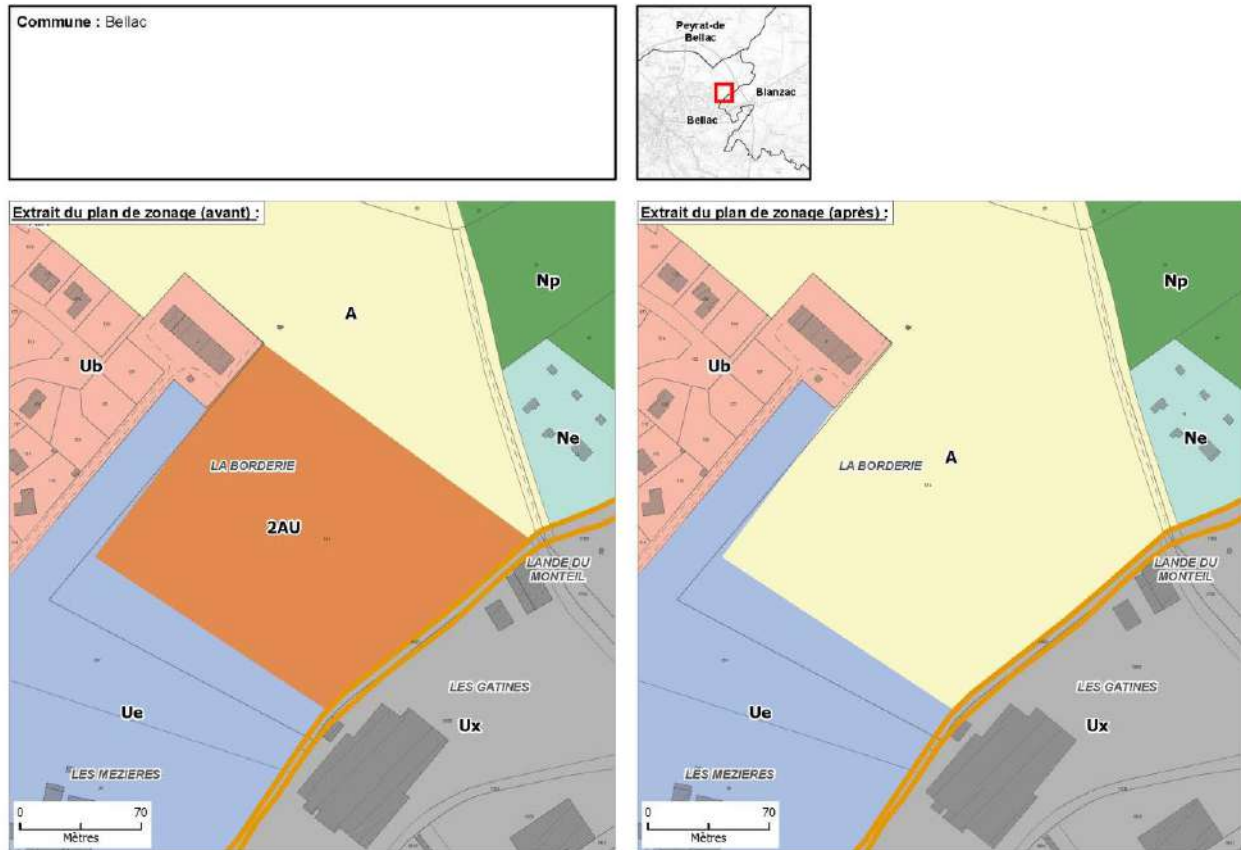 Commune : Bellac
Peyrat-de
Bellac
Blanzac
Bellac
Extrait du plan de zonage (avant) :
Np
A
Ub
Ne
LA BORDERIE
2AU
LANDE DU
MONTEIL
LES GATINES
Ue
Ux
LES MEZIERES
0
70
Mètres
Extrait du plan de zonage (après) :
Np
Ub
Ne
LA BORDERIE
A
LANDE DU
MONTEIL
LES GATINES
Ue
Ux
LES MEZIERES
0
70
Mètres